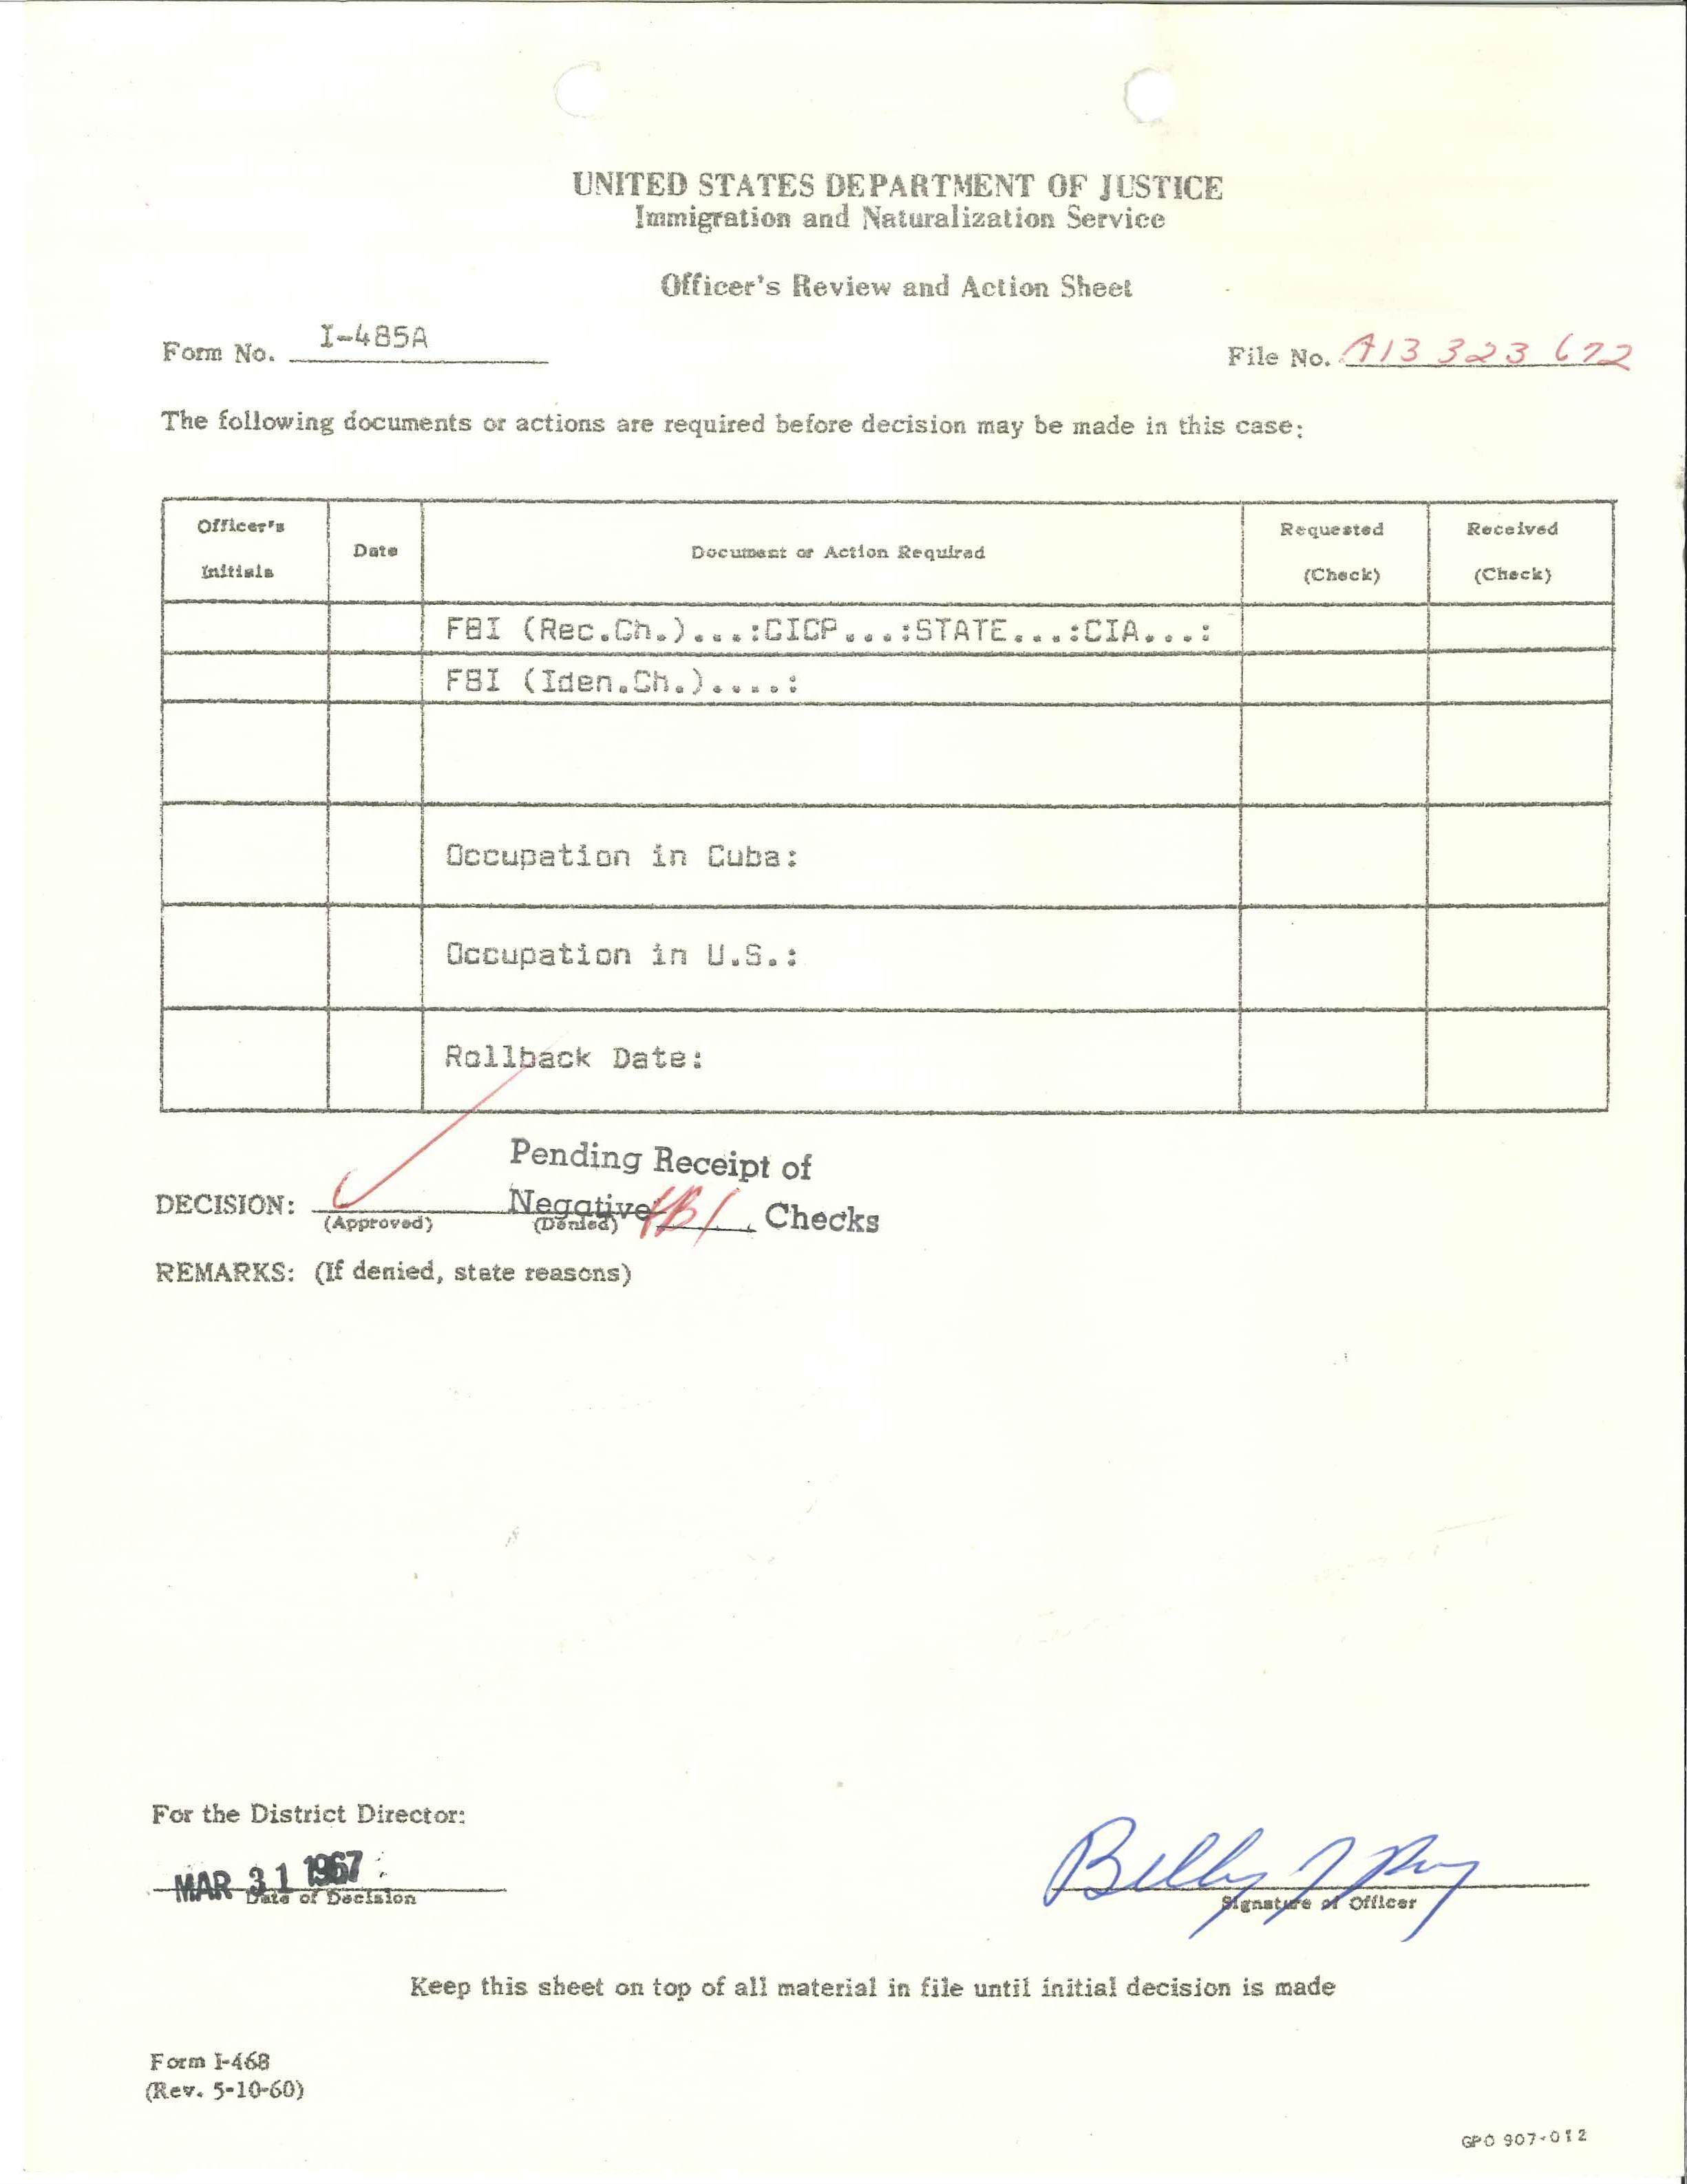 UNITED STATES DEPARTMENT OF JUSTICE
Immigration and Naturalization Service
Officer's Review and Action Sheet
Form No. I-485A
File No. A13 323 672
The following documents or actions are required before decision may be made in this case:
Officer's Initials
Date
Document or Action Required
Requested (Check)
Received (Check)
FBI (Rec.Ch.)...:CICP...:STATE...:CIA...:
FBI (Iden.Ch.)....:
Occupation in Cuba:
Occupation in U.S.:
Rollback Date:
Pending Receipt of
DECISION: Negative FBI Checks
(Approved) (Denied)
REMARKS: (If denied, state reasons)
For the District Director:
MAR 31 1967
Date of Decision
Billy J
Signature of Officer
Keep this sheet on top of all material in file until initial decision is made
Form I-468
(Rev. 5-10-60)
GPO 907-012